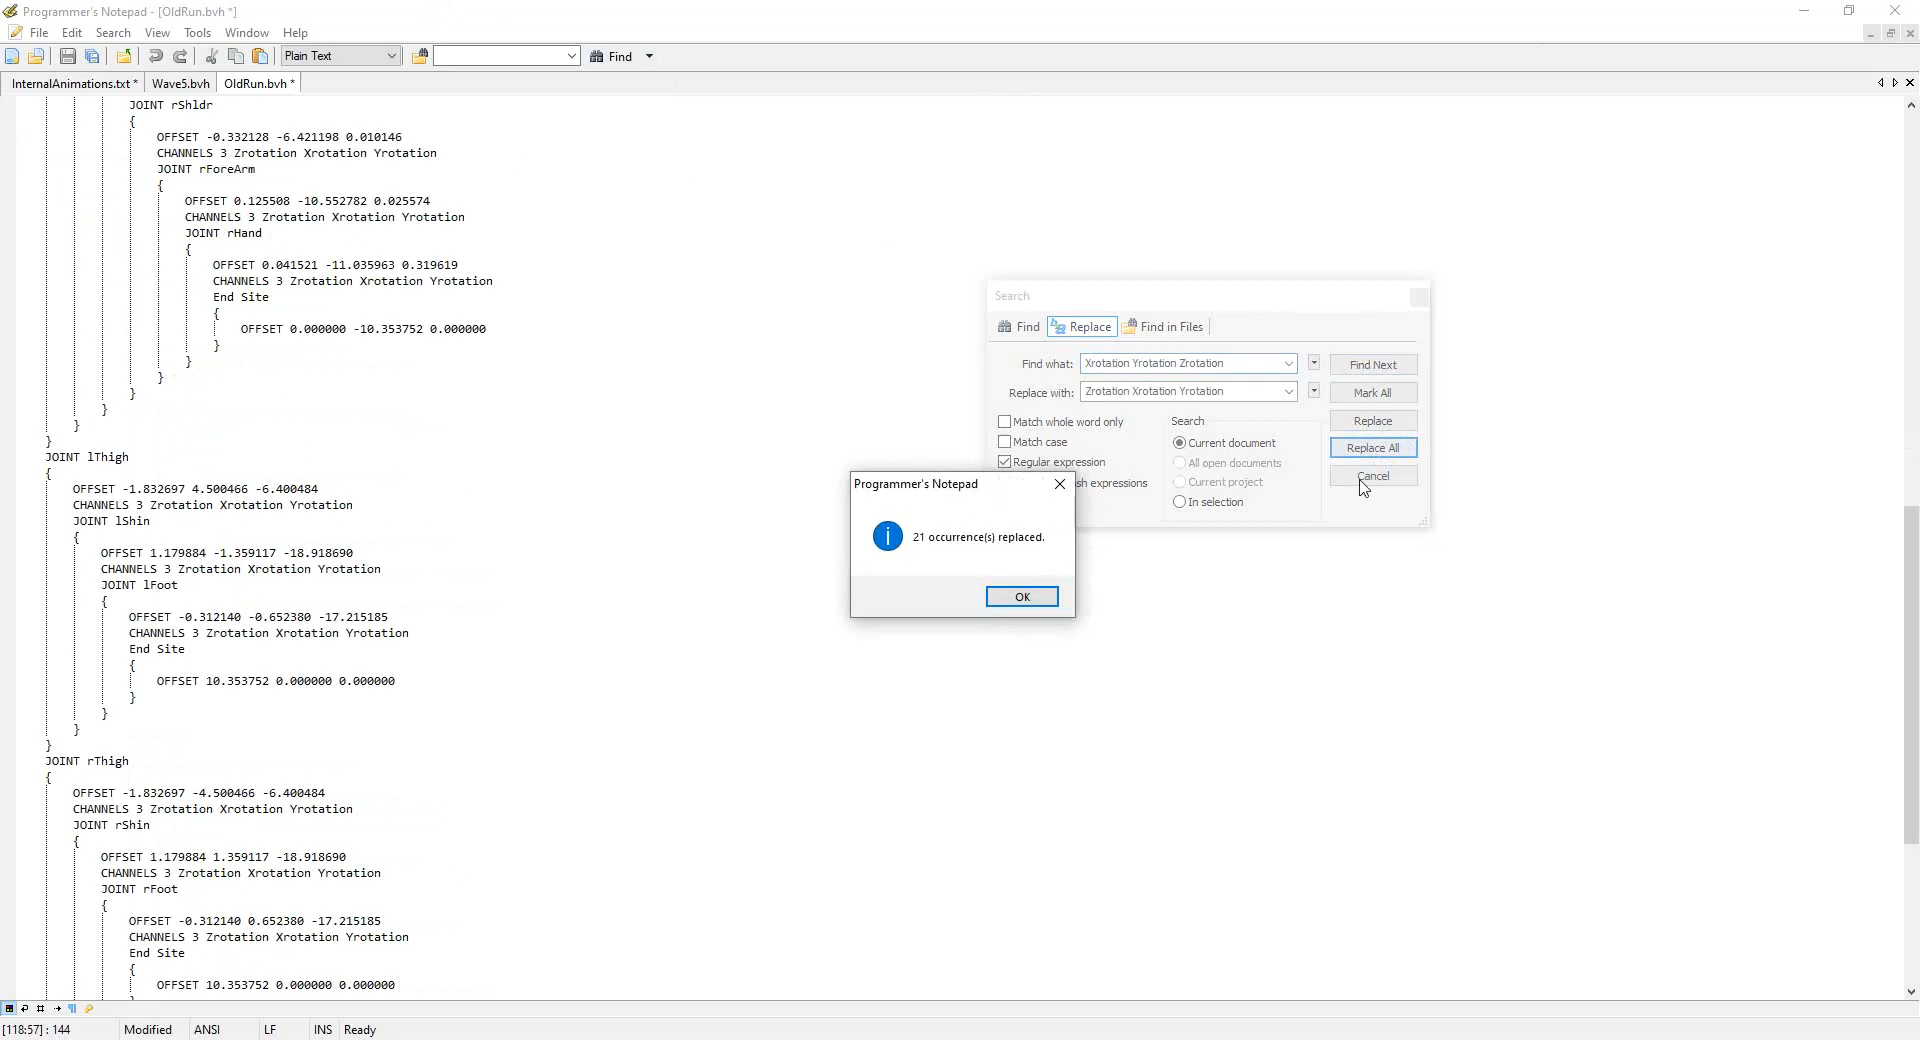 Programmer's Notepad - [OldRun.bvh *]
File Edit Search View Tools Window Help
Plain Text Find
InternalAnimations.txt * Wave5.bvh OldRun.bvh *
JOINT rShldr
{
OFFSET -0.332128 -6.421198 0.010146
CHANNELS 3 Zrotation Xrotation Yrotation
JOINT rForeArm
{
OFFSET 0.125508 -10.552782 0.025574
CHANNELS 3 Zrotation Xrotation Yrotation
JOINT rHand
{
OFFSET 0.041521 -11.035963 0.319619
CHANNELS 3 Zrotation Xrotation Yrotation
End Site
{
OFFSET 0.000000 -10.353752 0.000000
}
}
}
}
}
}
}
JOINT lThigh
{
OFFSET -1.832697 4.500466 -6.400484
CHANNELS 3 Zrotation Xrotation Yrotation
JOINT lShin
{
OFFSET 1.179884 -1.359117 -18.918690
CHANNELS 3 Zrotation Xrotation Yrotation
JOINT lFoot
{
OFFSET -0.312140 -0.652380 -17.215185
CHANNELS 3 Zrotation Xrotation Yrotation
End Site
{
OFFSET 10.353752 0.000000 0.000000
}
}
}
}
JOINT rThigh
{
OFFSET -1.832697 -4.500466 -6.400484
CHANNELS 3 Zrotation Xrotation Yrotation
JOINT rShin
{
OFFSET 1.179884 1.359117 -18.918690
CHANNELS 3 Zrotation Xrotation Yrotation
JOINT rFoot
{
OFFSET -0.312140 0.652380 -17.215185
CHANNELS 3 Zrotation Xrotation Yrotation
End Site
{
OFFSET 10.353752 0.000000 0.000000
Search
Find Replace Find in Files
Find what: Xrotation Yrotation Zrotation Find Next
Replace with: Zrotation Xrotation Yrotation Mark All
Match whole word only Search Replace
Match case Current document Replace All
Regular expression All open documents
expressions Current project Cancel
In selection
Programmer's Notepad
21 occurrence(s) replaced.
OK
[118:57] : 144 Modified ANSI LF INS Ready